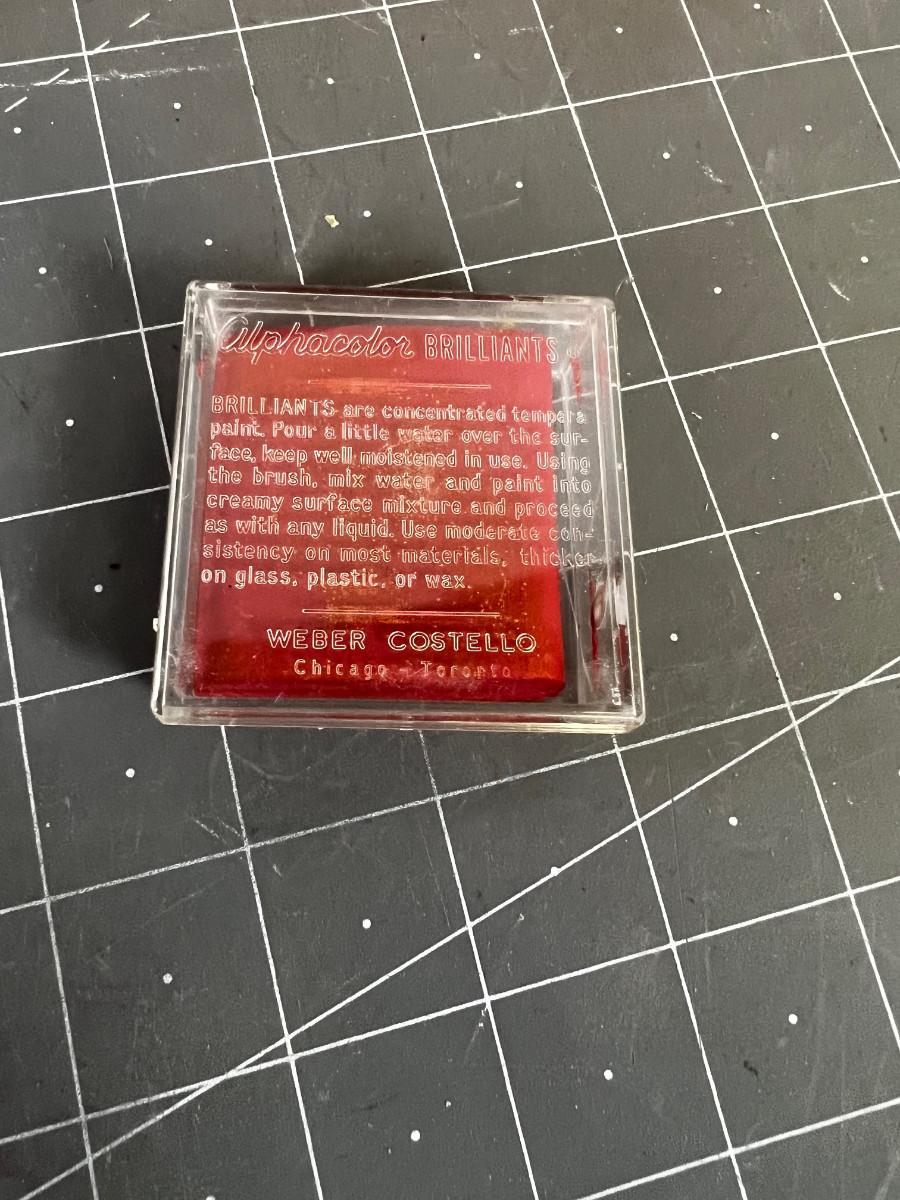 Alphacolor BRILLIANTS ®
BRILLIANTS are concentrated tempera
paint. Pour a little water over the sur-
face, keep well moistened in use. Using
the brush, mix water and paint into
creamy surface mixture and proceed
as with any liquid. Use moderate con-
sistency on most materials, thicker
on glass, plastic, or wax.
WEBER COSTELLO
Chicago - Toronto